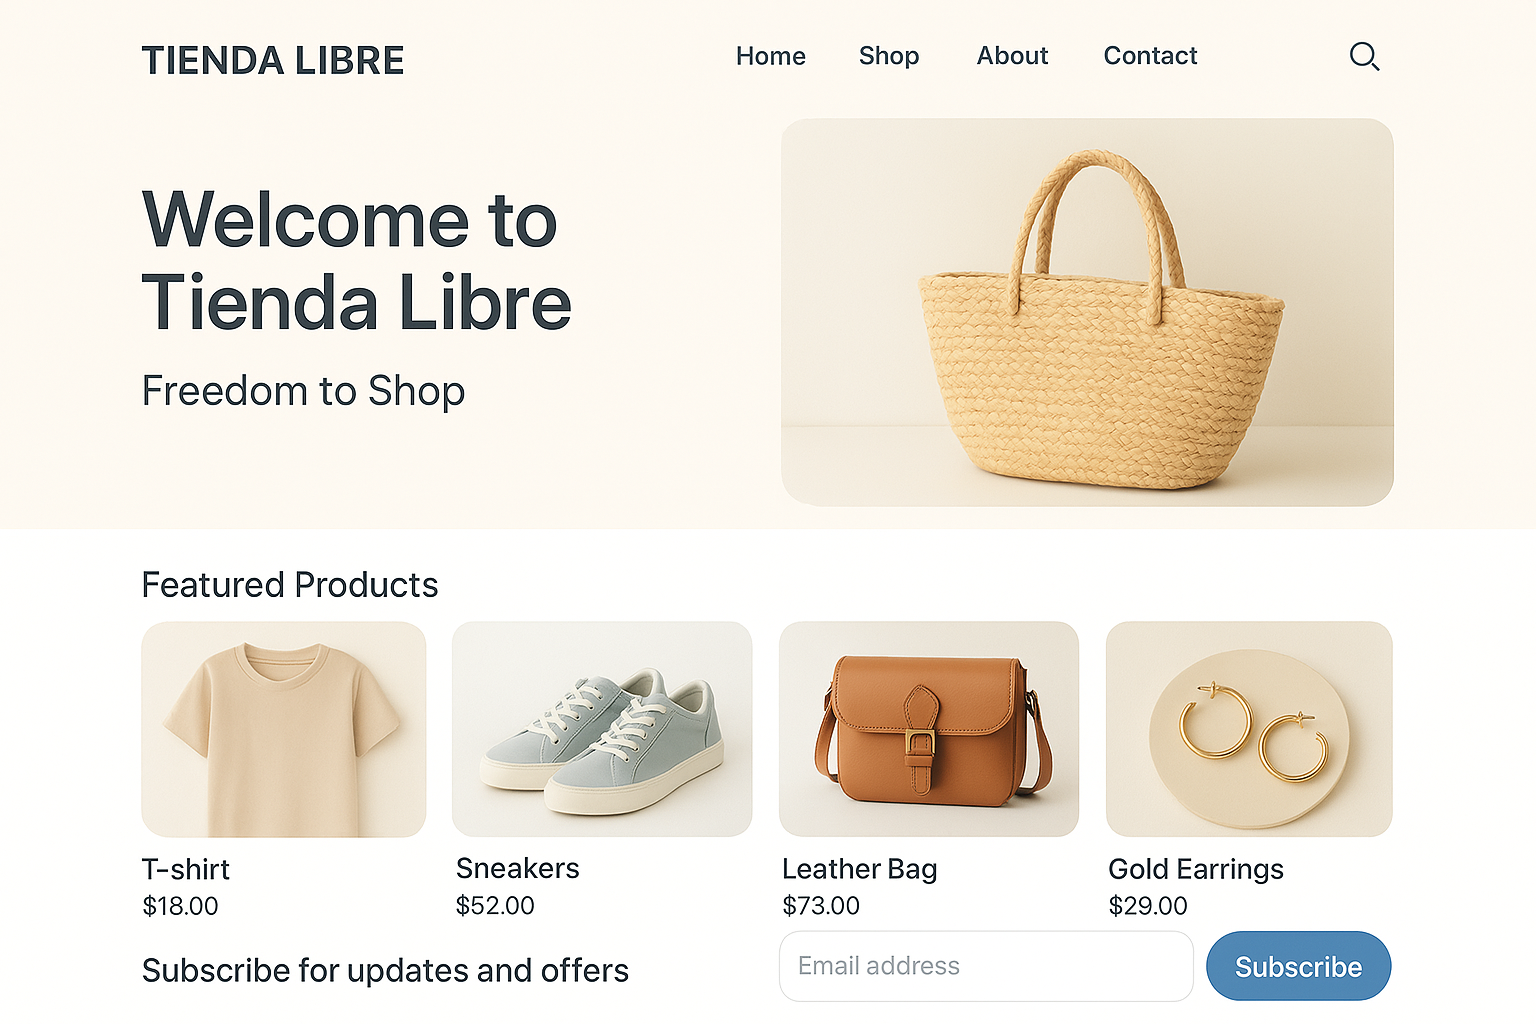 TIENDA LIBRE
Home
Shop
About
Contact
Welcome to
Tienda Libre
Freedom to Shop
Featured Products
T-shirt
$18.00
Sneakers
$52.00
Leather Bag
$73.00
Gold Earrings
$29.00
Subscribe for updates and offers
Email address
Subscribe